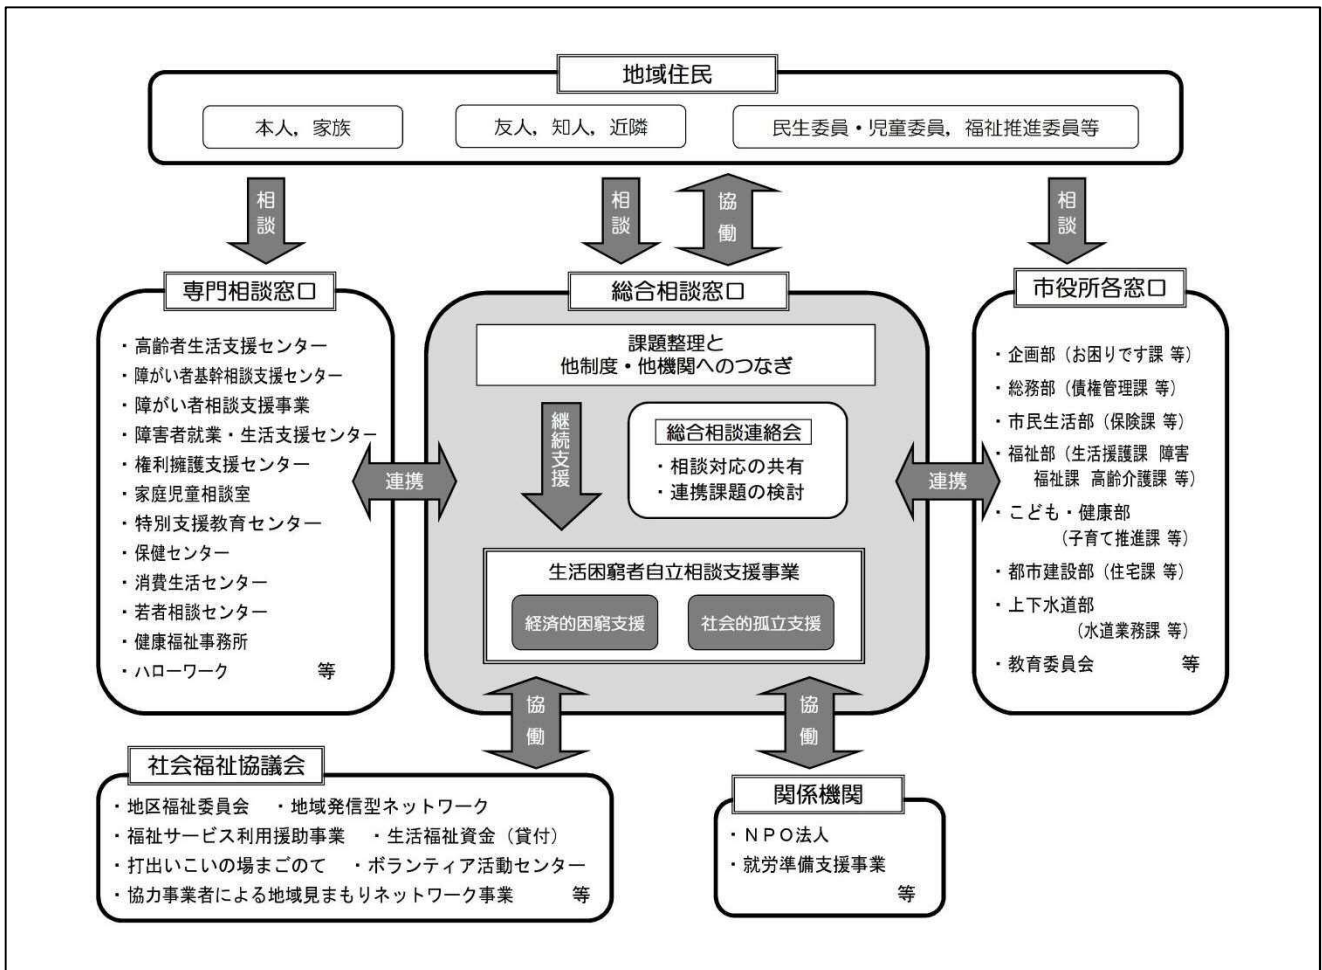 地域住民
本人，家族
友人，知人，近隣
民生委員・児童委員，福祉推進委員等
相談
相談
協働
相談
専門相談窓口
・高齢者生活支援センター
・障がい者基幹相談支援センター
・障がい者相談支援事業
・障害者就業・生活支援センター
・権利擁護支援センター
・家庭児童相談室
・特別支援教育センター
・保健センター
・消費生活センター
・若者相談センター
・健康福祉事務所
・ハローワーク　等
連携
総合相談窓口
課題整理と
他制度・他機関へのつなぎ
継続支援
総合相談連絡会
・相談対応の共有
・連携課題の検討
生活困窮者自立相談支援事業
経済的困窮支援
社会的孤立支援
連携
市役所各窓口
・企画部（お困りです課 等）
・総務部（債権管理課 等）
・市民生活部（保険課 等）
・福祉部（生活援護課 障害
福祉課 高齢介護課 等）
・こども・健康部
（子育て推進課 等）
・都市建設部（住宅課 等）
・上下水道部
（水道業務課 等）
・教育委員会　等
協働
協働
社会福祉協議会
・地区福祉委員会　・地域発信型ネットワーク
・福祉サービス利用援助事業　・生活福祉資金（貸付）
・打出いこいの場まごのて　・ボランティア活動センター
・協力事業者による地域見まもりネットワーク事業　等
関係機関
・ＮＰＯ法人
・就労準備支援事業
等